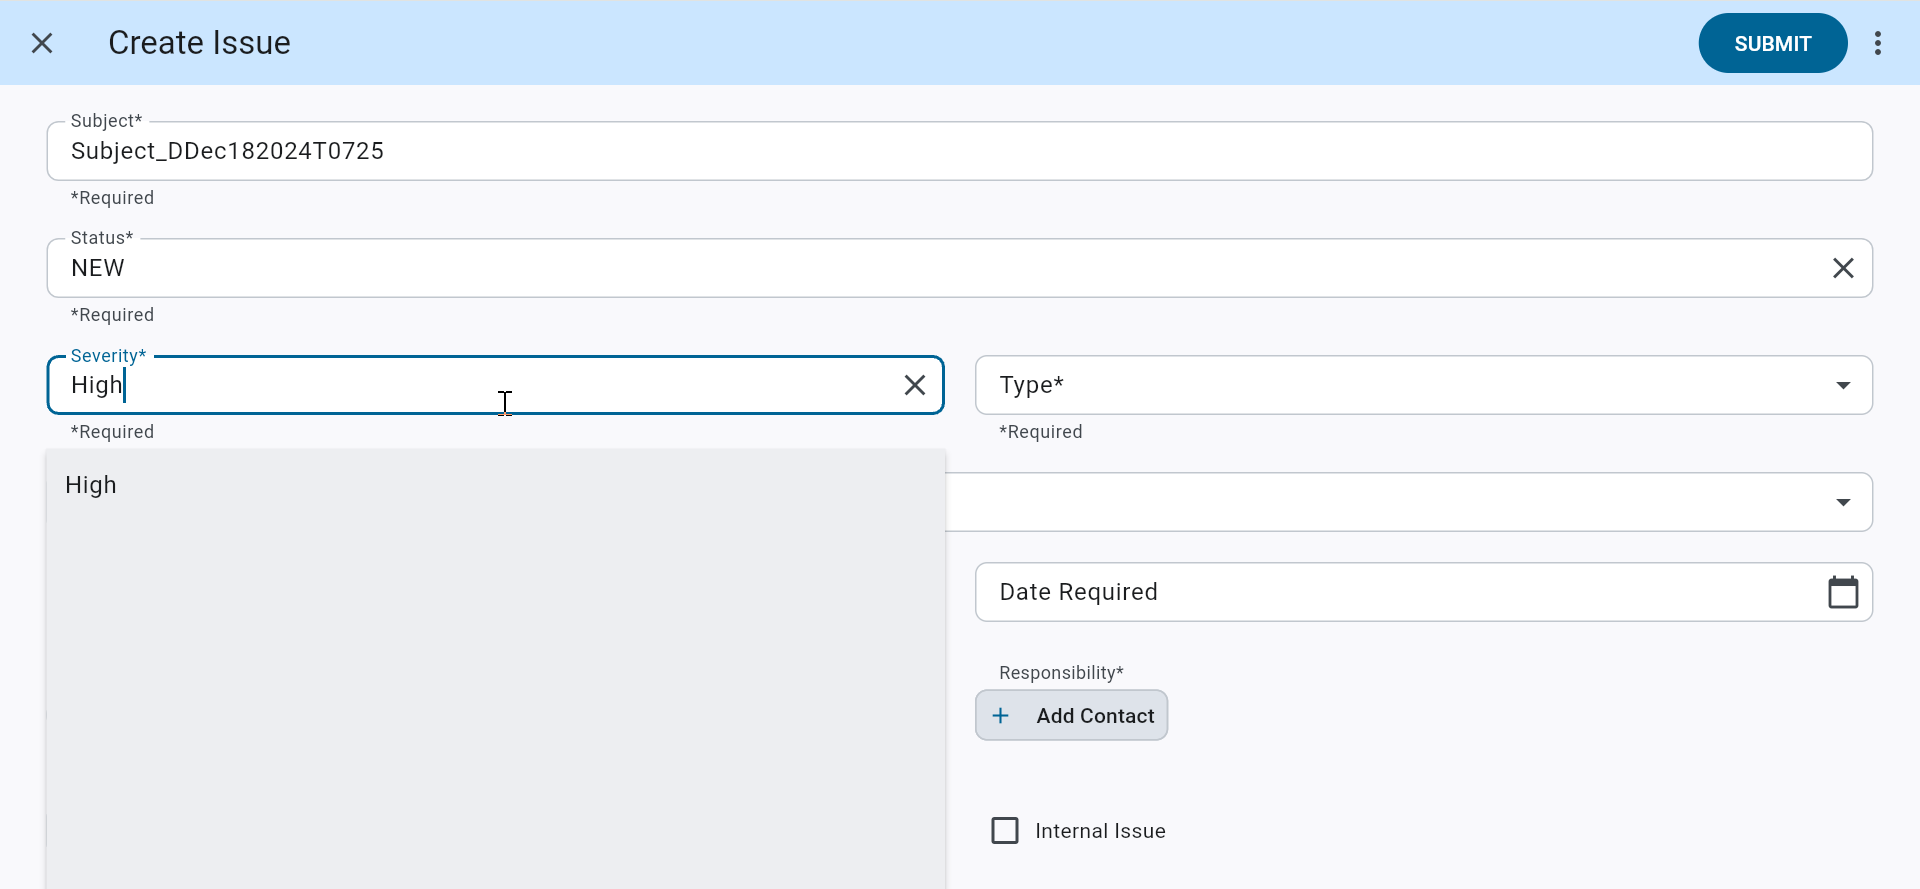 Create Issue
SUBMIT
Subject*
Subject_DDec182024T0725
*Required
Status*
NEW
*Required
Severity*
High
*Required
Type*
*Required
High
Date Required
Responsibility*
Add Contact
Internal Issue